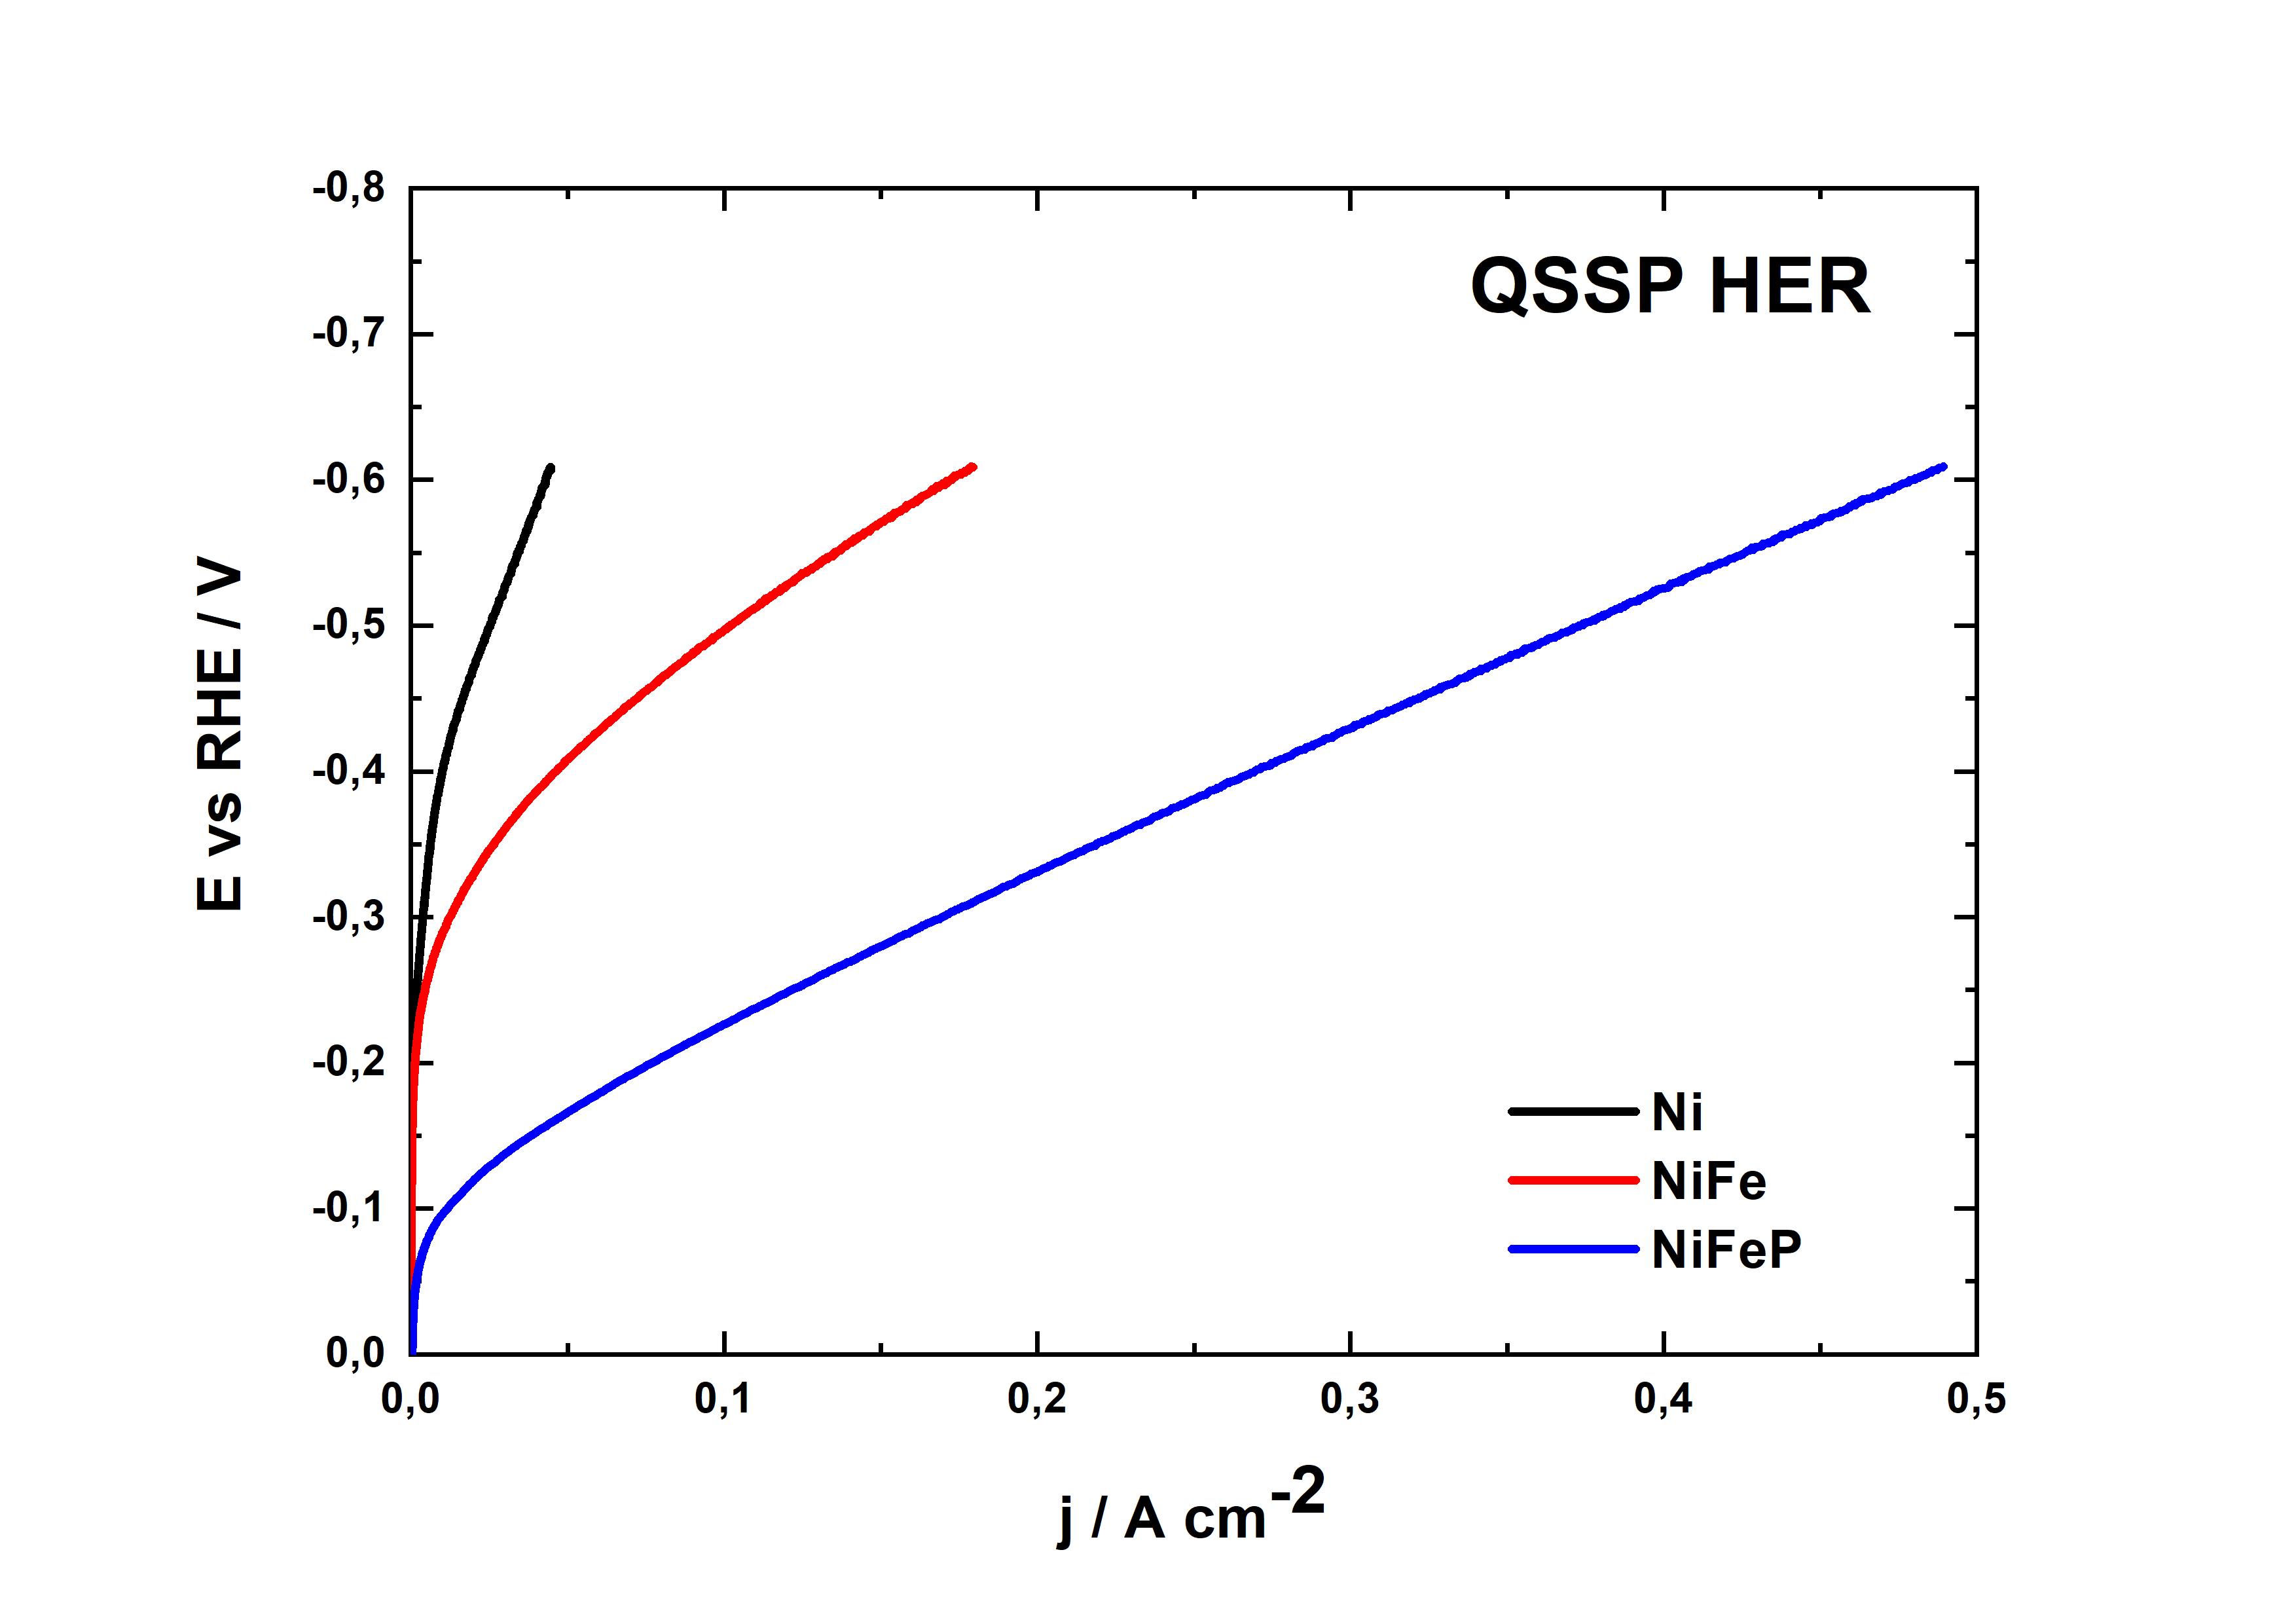 QSSP HER
-0,8
-0,7
-0,6
-0,5
-0,4
-0,3
-0,2
-0,1
0,0
E vs RHE / V
Ni
NiFe
NiFeP
0,0 0,1 0,2 0,3 0,4 0,5
j / A cm-2